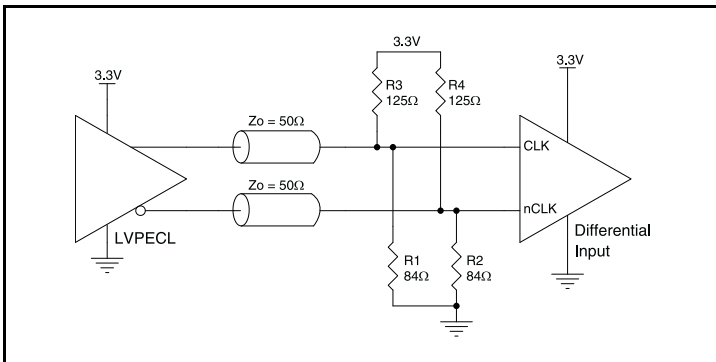 3.3V
3.3V
3.3V
R3
125Ω
R4
125Ω
Zo = 50Ω
CLK
Zo = 50Ω
nCLK
LVPECL
Differential
Input
R1
84Ω
R2
84Ω